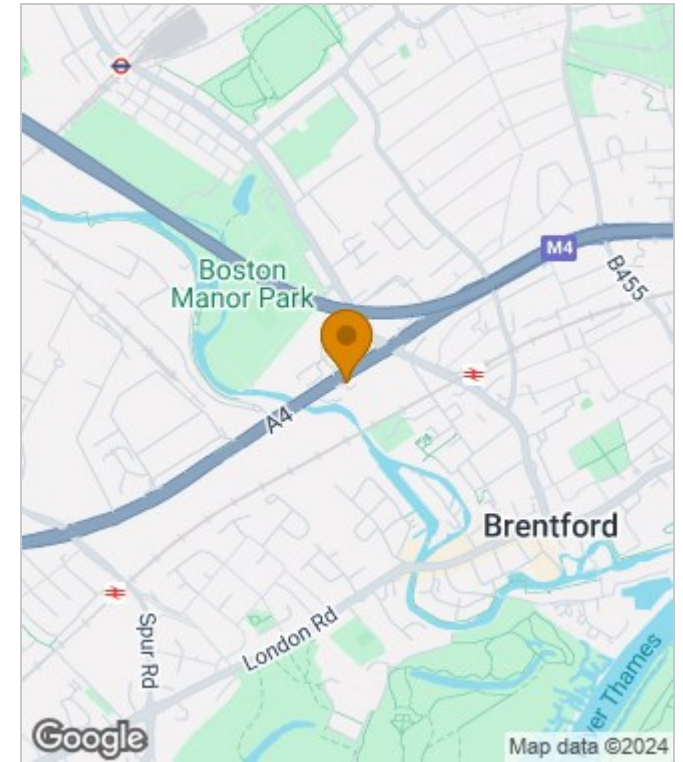 M4
B455
Boston
Manor Park
A4
Brentford
Spur Rd
London Rd
River Thames
Google
Map data ©2024